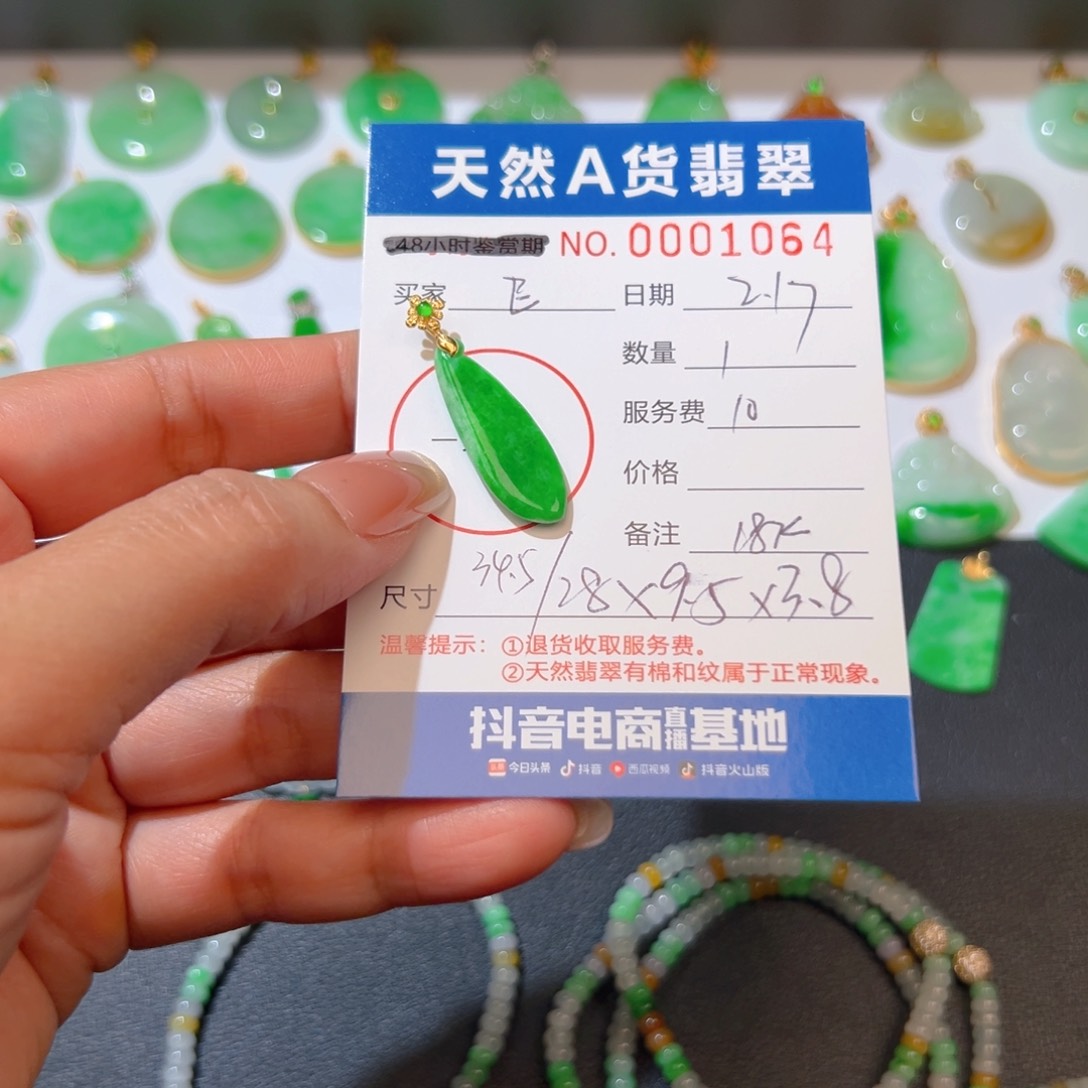 天然A货翡翠
48小时鉴赏期 NO. 0001064
买家 E 日期 2.17
数量 1
服务费 10
价格
备注 18K
尺寸 34.5/28×9.5×3.8
温馨提示：①退货收取服务费。
②天然翡翠有棉和纹属于正常现象。
抖音电商直播基地
今日头条 抖音 西瓜视频 抖音火山版